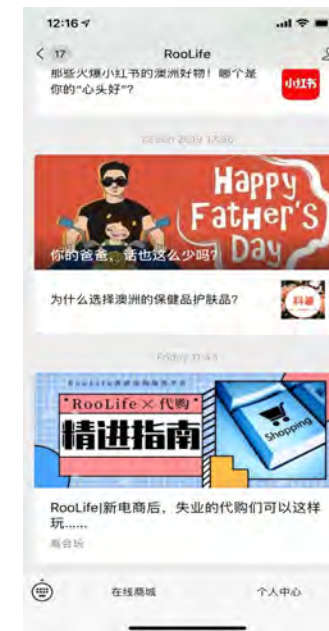 12:16
17
RooLife
那些火爆小红书的澳洲好物！哪个是
你的"心头好"?
小红书
Happy
FatHer's
Day
你的爸爸，话也这么少吗？
为什么选择澳洲的保健品护肤品？
科普
Friday 11:43
RooLife × 代购
精进指南
Shopping
RooLife|新电商后，失业的代购们可以这样
玩......
在线商城
个人中心